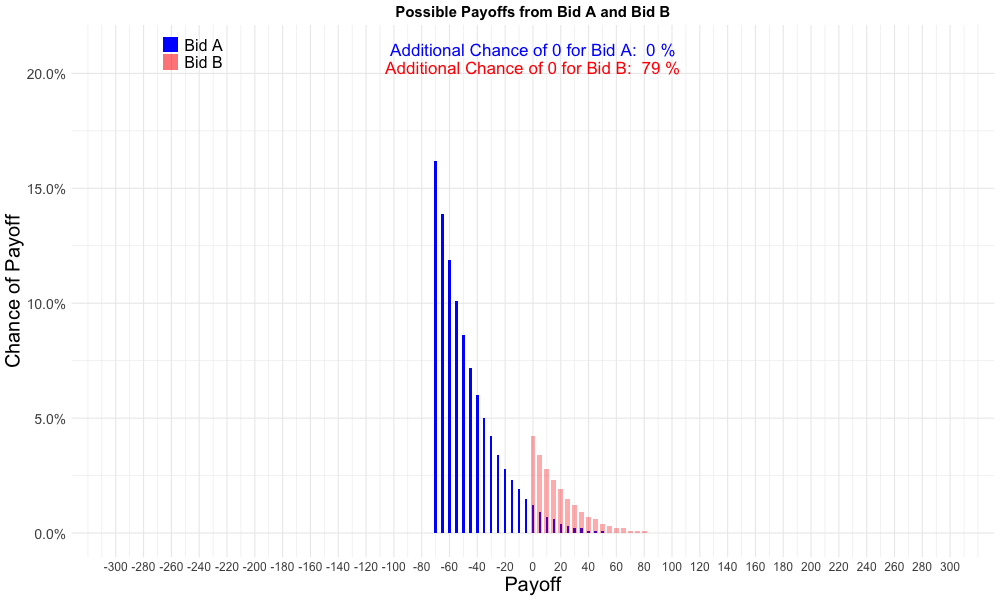 Possible Payoffs from Bid A and Bid B
Bid A
Bid B
Additional Chance of 0 for Bid A:  0 %
Additional Chance of 0 for Bid B:  79 %
Chance of Payoff
20.0%
15.0%
10.0%
5.0%
0.0%
-300 -280 -260 -240 -220 -200 -180 -160 -140 -120 -100 -80 -60 -40 -20 0 20 40 60 80 100 120 140 160 180 200 220 240 260 280 300
Payoff